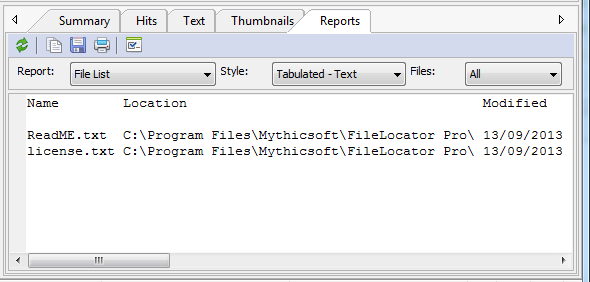 Summary Hits Text Thumbnails Reports
Report: File List Style: Tabulated - Text Files: All
Name Location Modified
ReadME.txt C:\Program Files\Mythicsoft\FileLocator Pro\ 13/09/2013
license.txt C:\Program Files\Mythicsoft\FileLocator Pro\ 13/09/2013